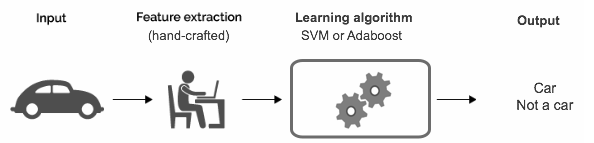 Input
Feature extraction
(hand-crafted)
Learning algorithm
SVM or Adaboost
Output
Car
Not a car